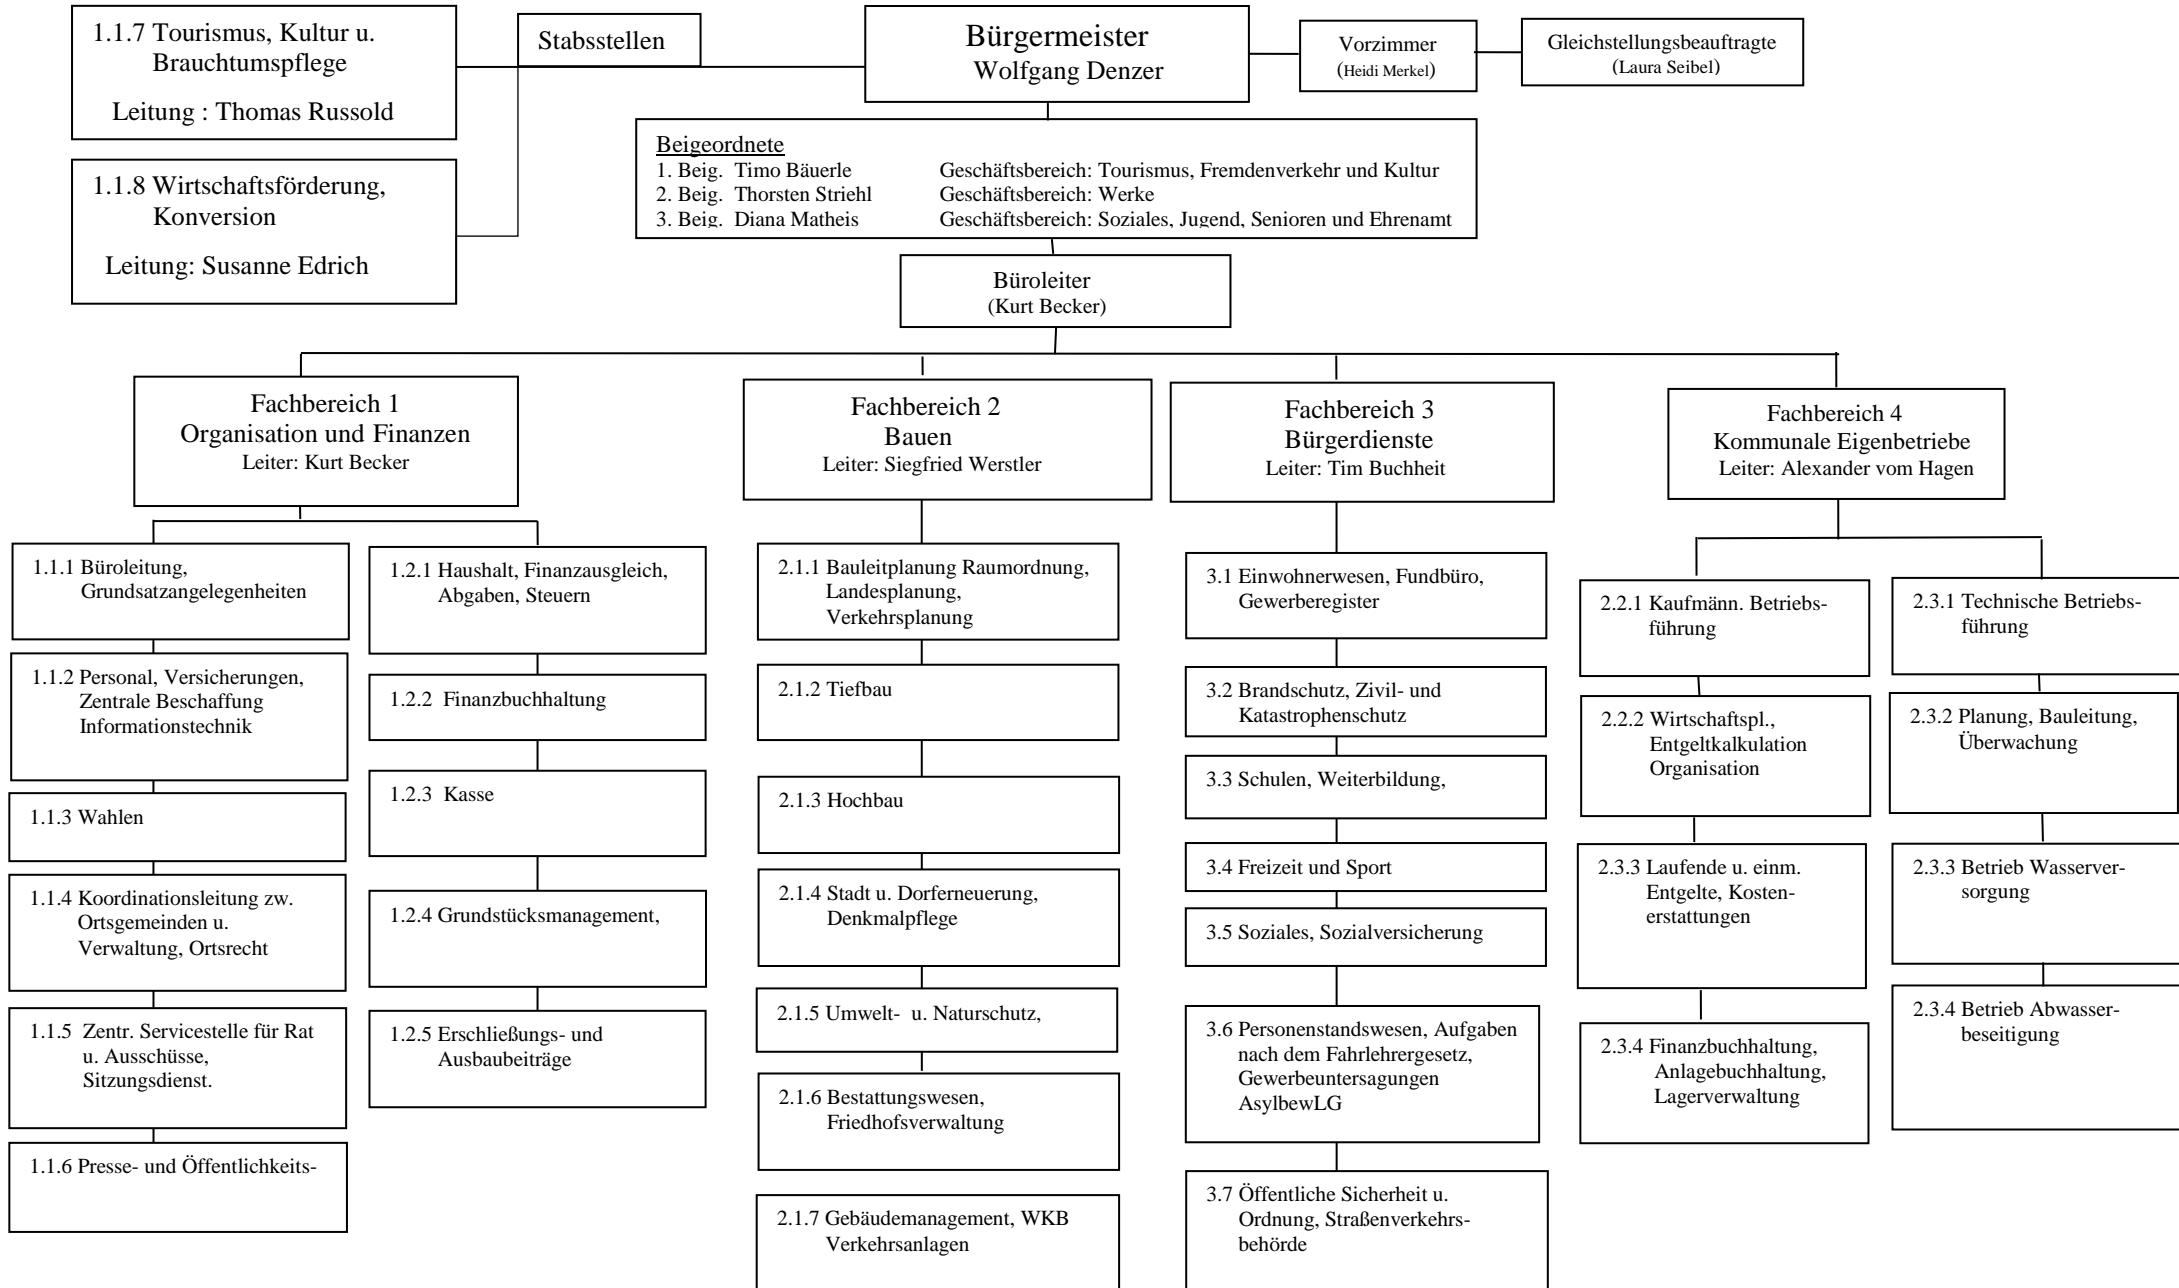 1.1.7 Tourismus, Kultur u.
Brauchtumspflege
Leitung : Thomas Russold
Stabsstellen
Bürgermeister
Wolfgang Denzer
Vorzimmer
(Heidi Merkel)
Gleichstellungsbeauftragte
(Laura Seibel)
1.1.8 Wirtschaftsförderung,
Konversion
Leitung: Susanne Edrich
Beigeordnete
1. Beig. Timo Bäuerle Geschäftsbereich: Tourismus, Fremdenverkehr und Kultur
2. Beig. Thorsten Striehl Geschäftsbereich: Werke
3. Beig. Diana Matheis Geschäftsbereich: Soziales, Jugend, Senioren und Ehrenamt
Büroleiter
(Kurt Becker)
Fachbereich 1
Organisation und Finanzen
Leiter: Kurt Becker
Fachbereich 2
Bauen
Leiter: Siegfried Werstler
Fachbereich 3
Bürgerdienste
Leiter: Tim Buchheit
Fachbereich 4
Kommunale Eigenbetriebe
Leiter: Alexander vom Hagen
1.1.1 Büroleitung,
Grundsatzangelegenheiten
1.1.2 Personal, Versicherungen,
Zentrale Beschaffung
Informationstechnik
1.1.3 Wahlen
1.1.4 Koordinationsleitung zw.
Ortsgemeinden u.
Verwaltung, Ortsrecht
1.1.5 Zentr. Servicestelle für Rat
u. Ausschüsse,
Sitzungsdienst.
1.1.6 Presse- und Öffentlichkeits-
1.2.1 Haushalt, Finanzausgleich,
Abgaben, Steuern
1.2.2 Finanzbuchhaltung
1.2.3 Kasse
1.2.4 Grundstücksmanagement,
1.2.5 Erschließungs- und
Ausbaubeiträge
2.1.1 Bauleitplanung Raumordnung,
Landesplanung,
Verkehrsplanung
2.1.2 Tiefbau
2.1.3 Hochbau
2.1.4 Stadt u. Dorferneuerung,
Denkmalpflege
2.1.5 Umwelt- u. Naturschutz,
2.1.6 Bestattungswesen,
Friedhofsverwaltung
2.1.7 Gebäudemanagement, WKB
Verkehrsanlagen
3.1 Einwohnerwesen, Fundbüro,
Gewerberegister
3.2 Brandschutz, Zivil- und
Katastrophenschutz
3.3 Schulen, Weiterbildung,
3.4 Freizeit und Sport
3.5 Soziales, Sozialversicherung
3.6 Personenstandswesen, Aufgaben
nach dem Fahrlehrergesetz,
Gewerbeuntersagungen
AsylbewLG
3.7 Öffentliche Sicherheit u.
Ordnung, Straßenverkehrs-
behörde
2.2.1 Kaufmänn. Betriebs-
führung
2.2.2 Wirtschaftspl.,
Entgeltkalkulation
Organisation
2.3.3 Laufende u. einm.
Entgelte, Kosten-
erstattungen
2.3.4 Finanzbuchhaltung,
Anlagebuchhaltung,
Lagerverwaltung
2.3.1 Technische Betriebs-
führung
2.3.2 Planung, Bauleitung,
Überwachung
2.3.3 Betrieb Wasserver-
sorgung
2.3.4 Betrieb Abwasser-
beseitigung